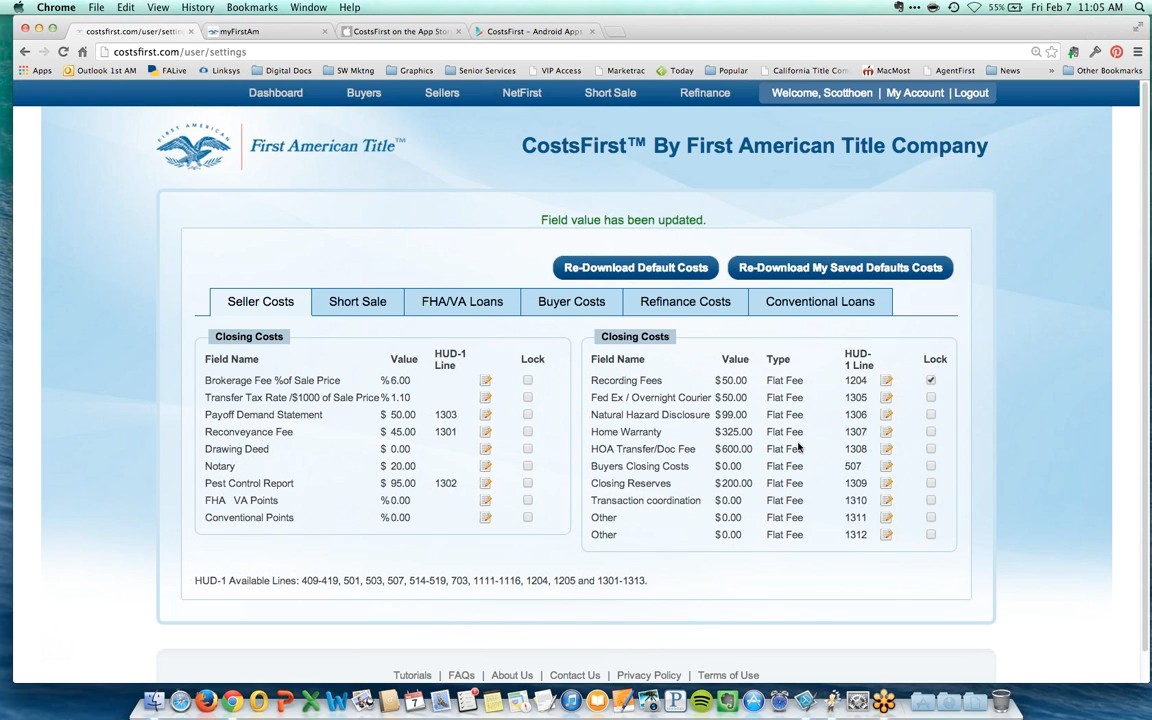 Chrome File Edit View History Bookmarks Window Help 55% Fri Feb 7 11:05 AM
costsfirst.com/user/settin myFirstAm CostsFirst on the App Sto CostsFirst – Android Apps
costsfirst.com/user/settings
Apps Outlook 1st AM FALive Linksys Digital Docs SW Mktng Graphics Senior Services VIP Access Marketrac Today Popular California Title Com MacMost AgentFirst News » Other Bookmarks
Dashboard Buyers Sellers NetFirst Short Sale Refinance Welcome, Scotthoen | My Account | Logout
FIRST AMERICAN TITLE
First American Title™
CostsFirst™ By First American Title Company
Field value has been updated.
Re-Download Default Costs Re-Download My Saved Defaults Costs
Seller Costs Short Sale FHA/VA Loans Buyer Costs Refinance Costs Conventional Loans
Closing Costs
Field Name Value HUD-1 Line Lock
Brokerage Fee %of Sale Price % 6.00
Transfer Tax Rate /$1000 of Sale Price % 1.10
Payoff Demand Statement $ 50.00 1303
Reconveyance Fee $ 45.00 1301
Drawing Deed $ 0.00
Notary $ 20.00
Pest Control Report $ 95.00 1302
FHA VA Points % 0.00
Conventional Points % 0.00
Closing Costs
Field Name Value Type HUD-1 Line Lock
Recording Fees $ 50.00 Flat Fee 1204
Fed Ex / Overnight Courier $ 50.00 Flat Fee 1305
Natural Hazard Disclosure $ 99.00 Flat Fee 1306
Home Warranty $ 325.00 Flat Fee 1307
HOA Transfer/Doc Fee $ 600.00 Flat Fee 1308
Buyers Closing Costs $ 0.00 Flat Fee 507
Closing Reserves $ 200.00 Flat Fee 1309
Transaction coordination $ 0.00 Flat Fee 1310
Other $ 0.00 Flat Fee 1311
Other $ 0.00 Flat Fee 1312
HUD-1 Available Lines: 409-419, 501, 503, 507, 514-519, 703, 1111-1116, 1204, 1205 and 1301-1313.
Tutorials | FAQs | About Us | Contact Us | Privacy Policy | Terms of Use